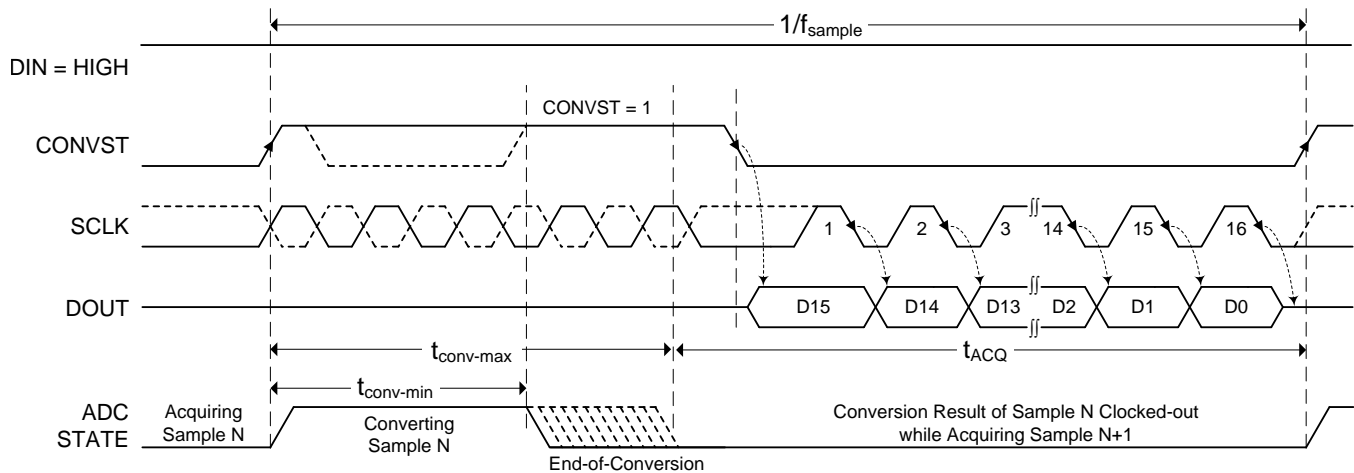 1/fsample
DIN = HIGH
CONVST = 1
CONVST
SCLK
1
2
3
14
15
16
DOUT
D15
D14
D13
D2
D1
D0
tconv-max
tACQ
tconv-min
ADC
STATE
Acquiring
Sample N
Converting
Sample N
End-of-Conversion
Conversion Result of Sample N Clocked-out
while Acquiring Sample N+1